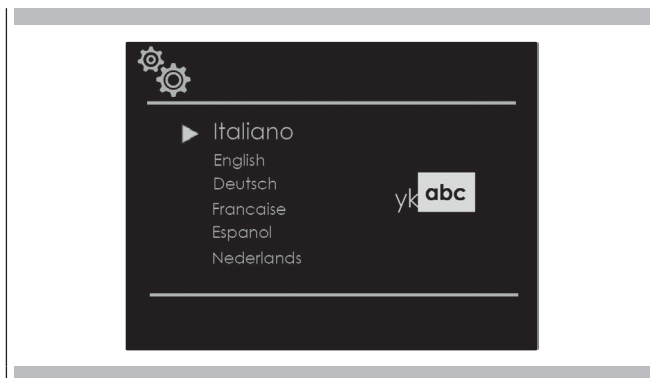 Italiano
English
Deutsch
Francaise
Espanol
Nederlands
yk abc